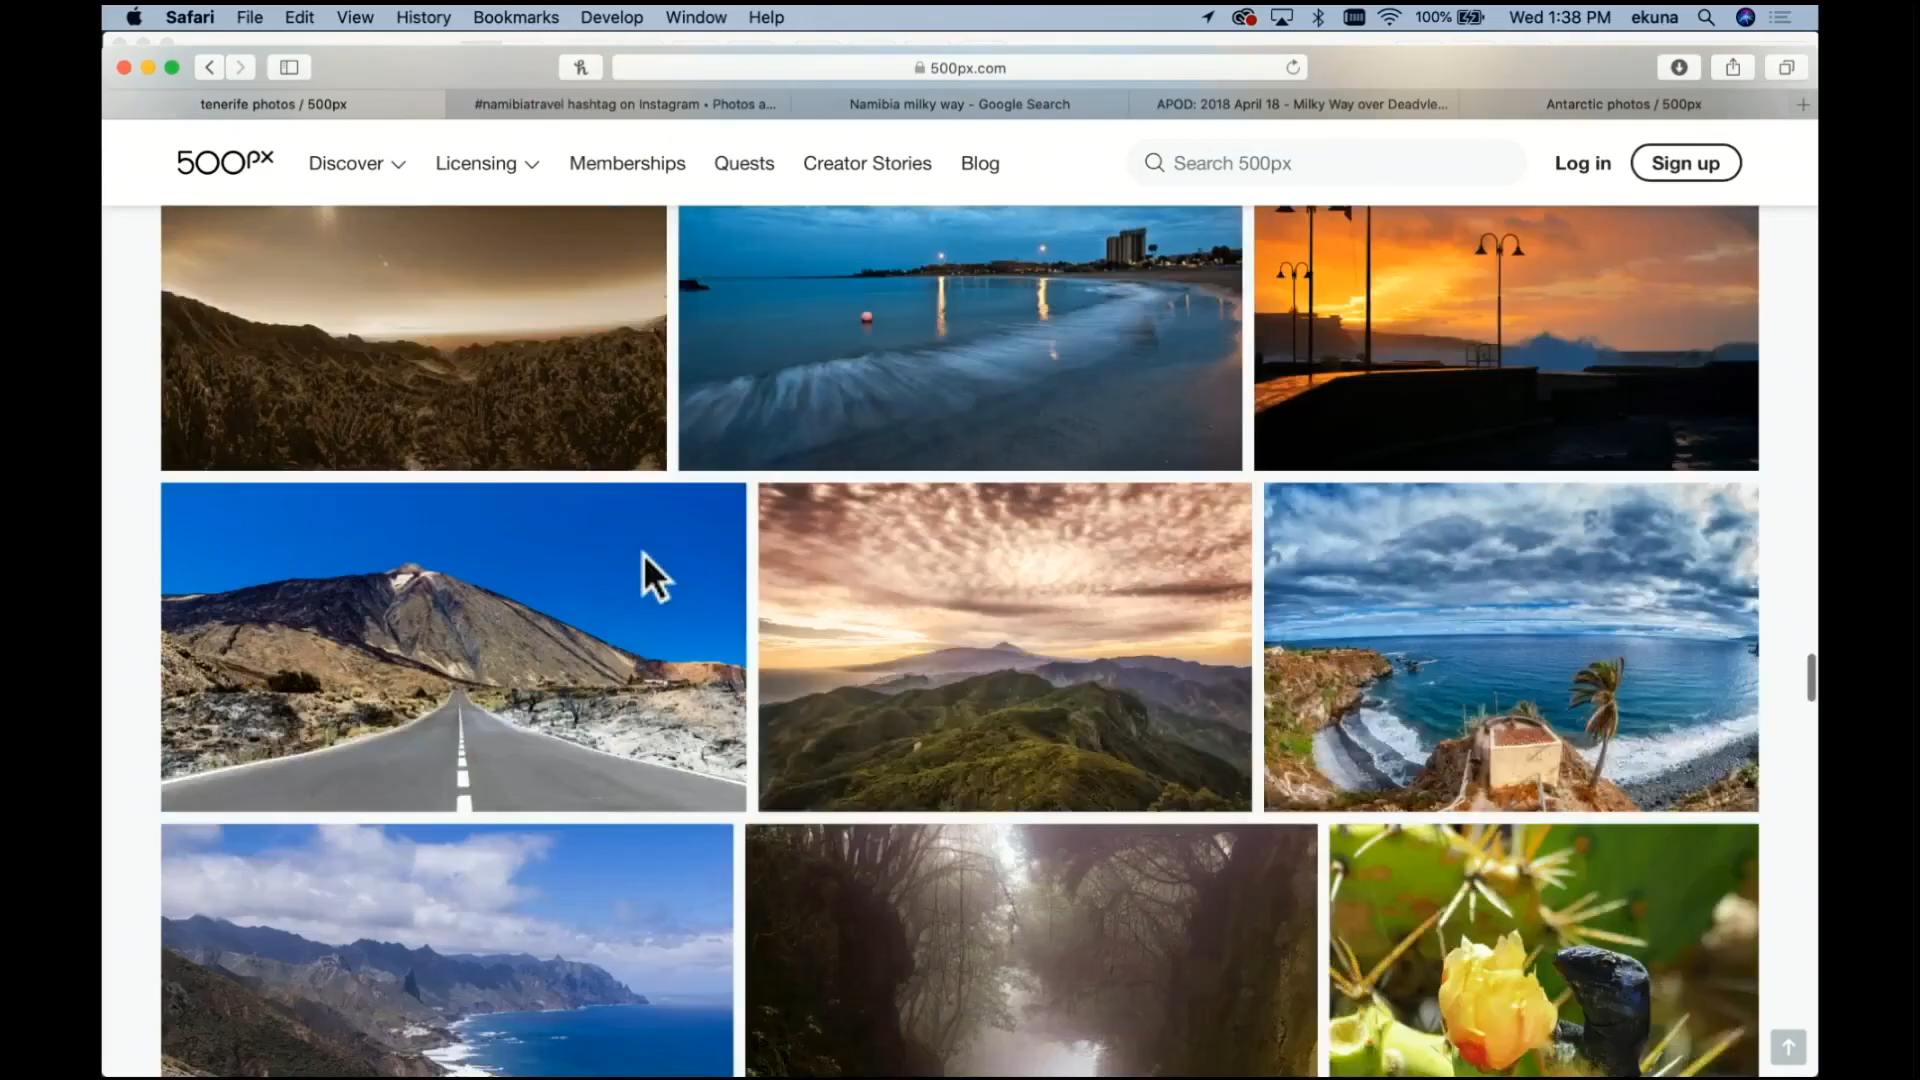 Safari File Edit View History Bookmarks Develop Window Help 100% Wed 1:38 PM ekuna
500px.com
tenerife photos / 500px #namibiatravel hashtag on Instagram • Photos a... Namibia milky way - Google Search APOD: 2018 April 18 - Milky Way over Deadvle... Antarctic photos / 500px
500px Discover Licensing Memberships Quests Creator Stories Blog Search 500px Log in Sign up